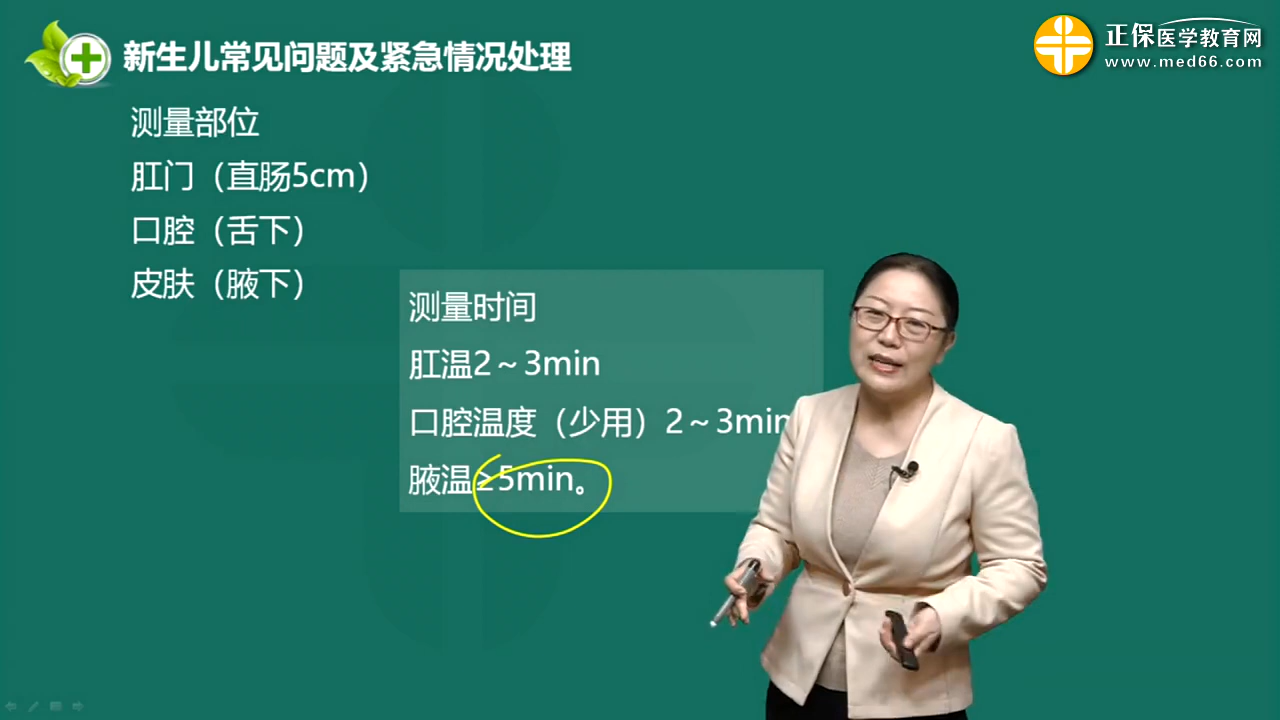 新生儿常见问题及紧急情况处理
正保医学教育网
www.med66.com
测量部位
肛门（直肠5cm）
口腔（舌下）
皮肤（腋下）
测量时间
肛温2～3min
口腔温度（少用）2～3min
腋温≥5min。